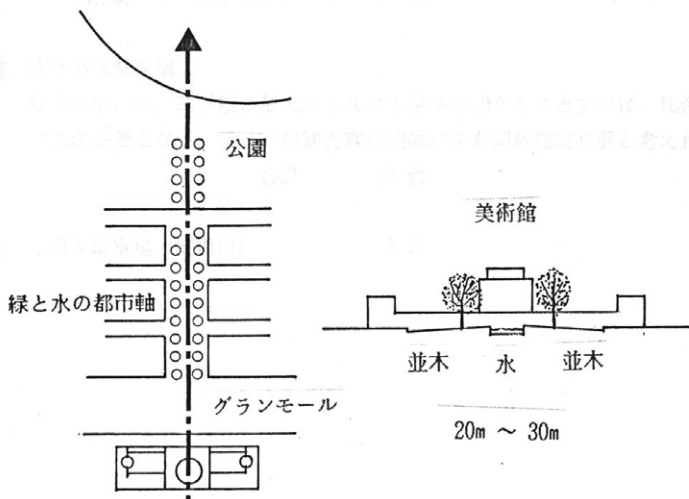 公園
美術館
緑と水の都市軸
並木 水 並木
グランモール
20m ～ 30m